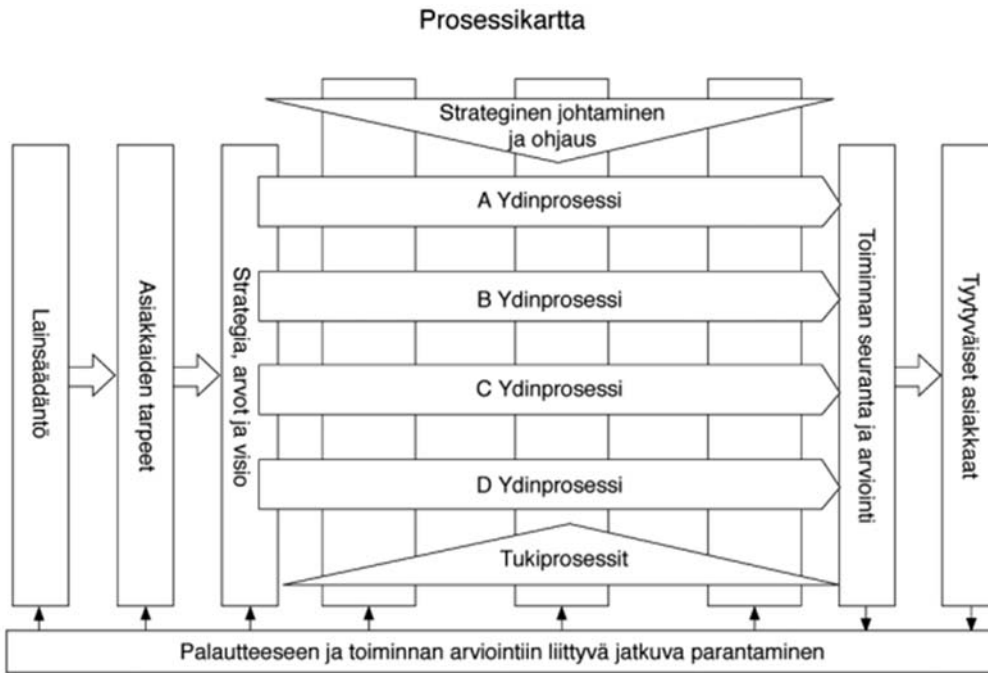 Prosessikartta
Strateginen johtaminen
ja ohjaus
Lainsäädäntö
Asiakkaiden tarpeet
Strategia, arvot ja visio
A Ydinprosessi
B Ydinprosessi
C Ydinprosessi
D Ydinprosessi
Tukiprosessit
Toiminnan seuranta ja arviointi
Tyytyväiset asiakkaat
Palautteeseen ja toiminnan arviointiin liittyvä jatkuva parantaminen